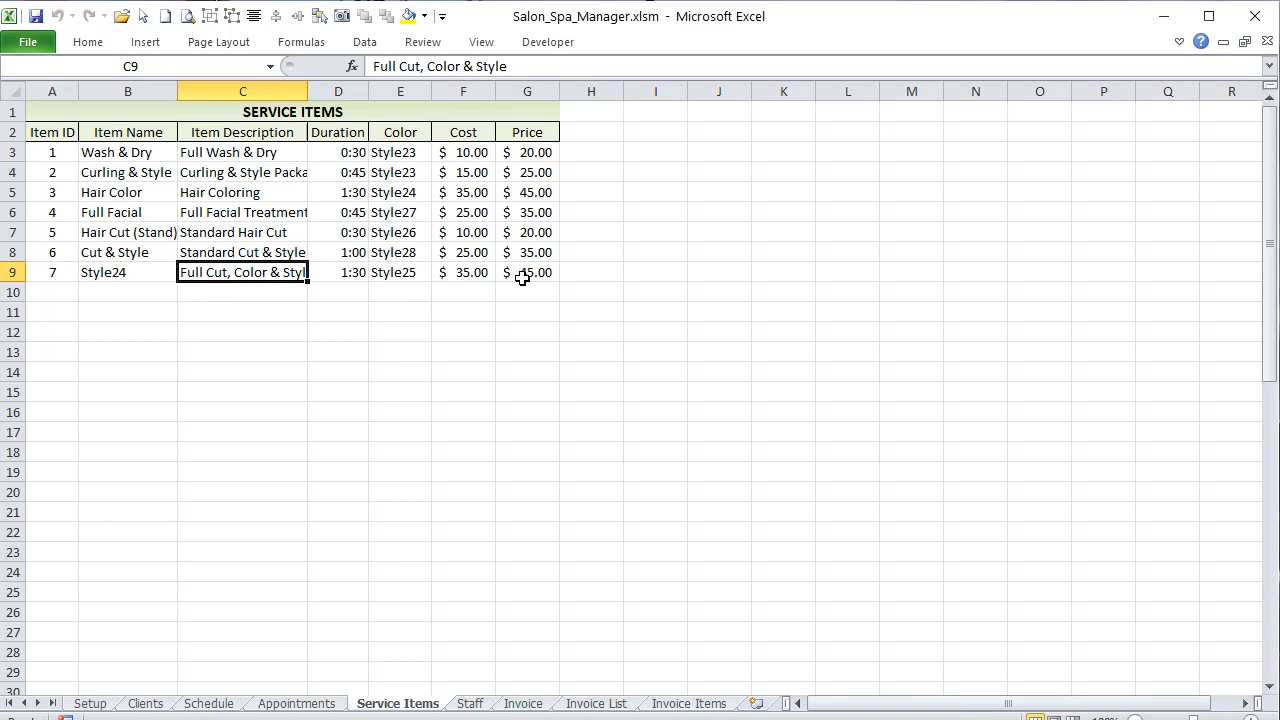 Salon_Spa_Manager.xlsm - Microsoft Excel
File Home Insert Page Layout Formulas Data Review View Developer
C9 fx Full Cut, Color & Style
A B C D E F G H I J K L M N O P Q R
1 SERVICE ITEMS
2 Item ID Item Name Item Description Duration Color Cost Price
3 1 Wash & Dry Full Wash & Dry 0:30 Style23 $ 10.00 $ 20.00
4 2 Curling & Style Curling & Style Packa 0:45 Style23 $ 15.00 $ 25.00
5 3 Hair Color Hair Coloring 1:30 Style24 $ 35.00 $ 45.00
6 4 Full Facial Full Facial Treatment 0:45 Style27 $ 25.00 $ 35.00
7 5 Hair Cut (Stand) Standard Hair Cut 0:30 Style26 $ 10.00 $ 20.00
8 6 Cut & Style Standard Cut & Style 1:00 Style28 $ 25.00 $ 35.00
9 7 Style24 Full Cut, Color & Styl 1:30 Style25 $ 35.00 $
10
11
12
13
14
15
16
17
18
19
20
21
22
23
24
25
26
27
28
29
30
Setup Clients Schedule Appointments Service Items Staff Invoice Invoice List Invoice Items